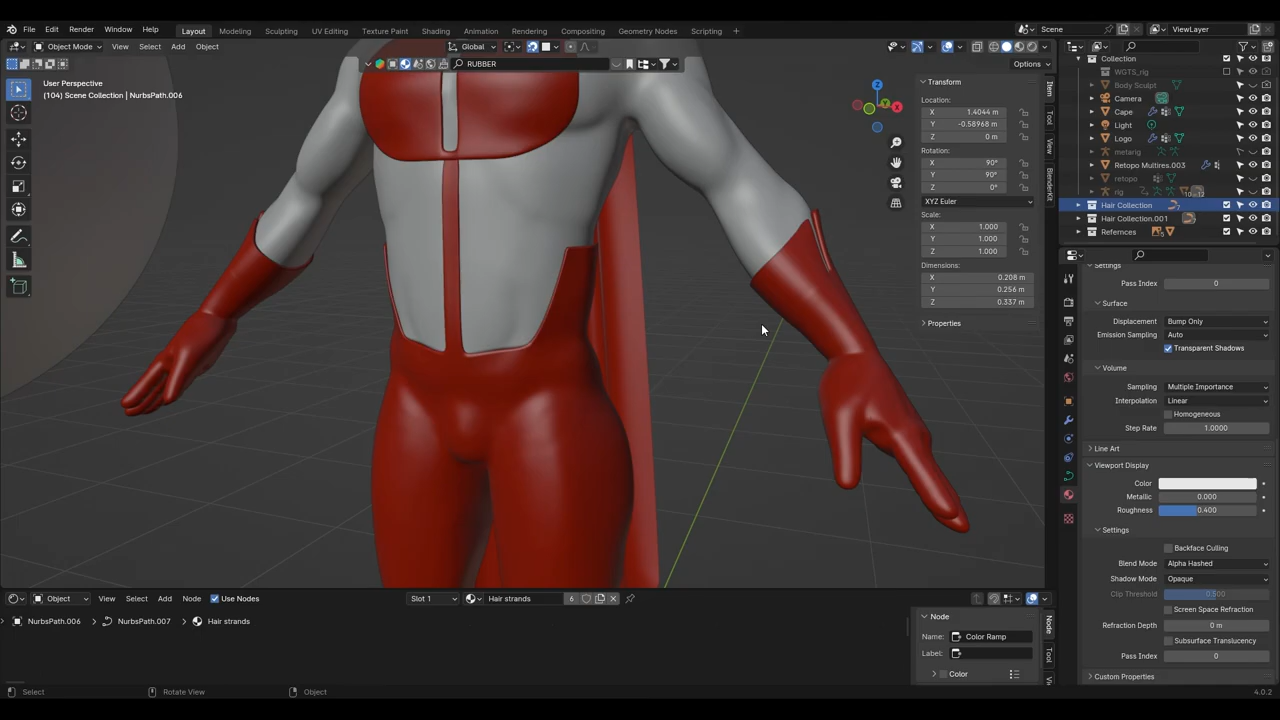 File Edit Render Window Help Layout Modeling Sculpting UV Editing Texture Paint Shading Animation Rendering Compositing Geometry Nodes Scripting Scene ViewLayer
Object Mode View Select Add Object Global
RUBBER Options
User Perspective
(104) Scene Collection | NurbsPath.006
Transform
Location:
X 1.4044 m
Y -0.58968 m
Z 0 m
Rotation:
X 90°
Y 90°
Z 0°
XYZ Euler
Scale:
X 1.000
Y 1.000
Z 1.000
Dimensions:
X 0.208 m
Y 0.256 m
Z 0.337 m
Properties
Item
Tool
View
BlenderKit
Z
X
Y
Collection
WGTS_rig
Body Sculpt
Camera
Cape
Light
Logo
metarig
Retopo Multires.003
retopo
rig
Hair Collection
Hair Collection.001
Refernces
Settings
Pass Index 0
Surface
Displacement Bump Only
Emission Sampling Auto
Transparent Shadows
Volume
Sampling Multiple Importance
Interpolation Linear
Homogeneous
Step Rate 1.0000
Line Art
Viewport Display
Color
Metallic 0.000
Roughness 0.400
Settings
Backface Culling
Blend Mode Alpha Hashed
Shadow Mode Opaque
Clip Threshold 0.500
Screen Space Refraction
Refraction Depth 0 m
Subsurface Translucency
Pass Index 0
Custom Properties
Object View Select Add Node Use Nodes Slot 1 Hair strands 6
NurbsPath.006 NurbsPath.007 Hair strands
Node
Name: Color Ramp
Label:
Color
Node
Tool
Select Rotate View Object 4.0.2